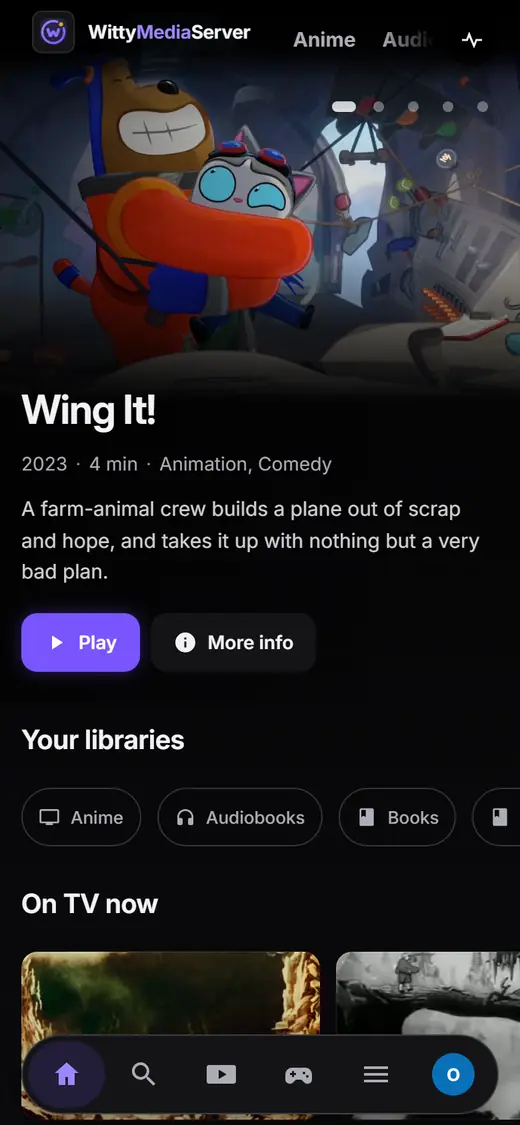 WittyMediaServer
Anime
Wing It!
2023 · 4 min · Animation, Comedy
A farm-animal crew builds a plane out of scrap
and hope, and takes it up with nothing but a very
bad plan.
Play
More info
Your libraries
Anime
Audiobooks
Books
On TV now
O